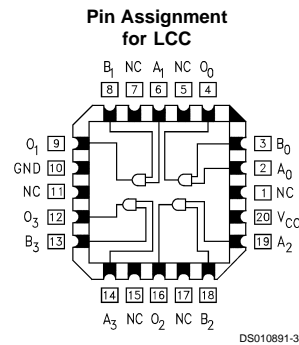 Pin Assignment
for LCC
B1 NC A1 NC O0
8 7 6 5 4
O1 9 3 B0
GND 10 2 A0
NC 11 1 NC
O3 12 20 VCC
B3 13 19 A2
14 15 16 17 18
A3 NC O2 NC B2
DS010891-3